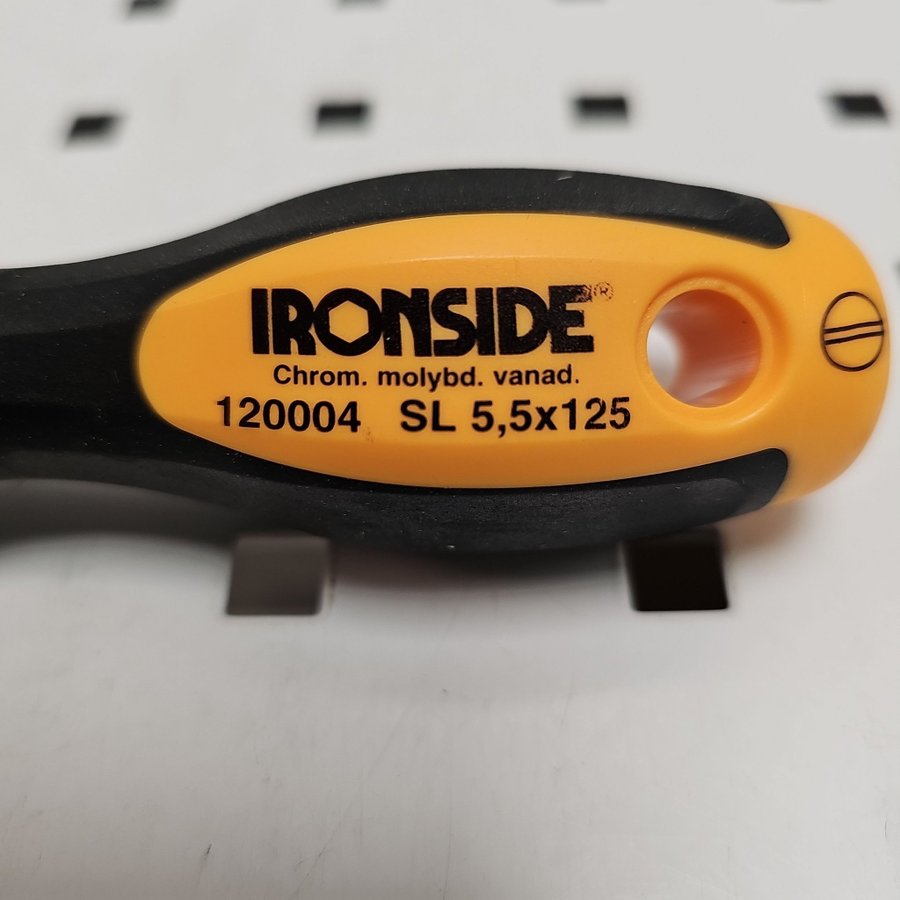 IRONSIDE®
Chrom. molybd. vanad.
120004 SL 5,5x125